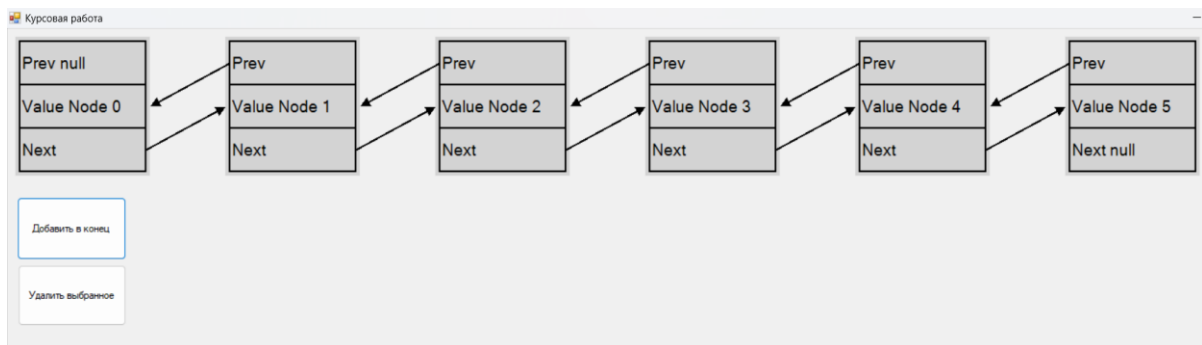 Курсовая работа
Prev null
Value Node 0
Next
Prev
Value Node 1
Next
Prev
Value Node 2
Next
Prev
Value Node 3
Next
Prev
Value Node 4
Next
Prev
Value Node 5
Next null
Добавить в конец
Удалить выбранное